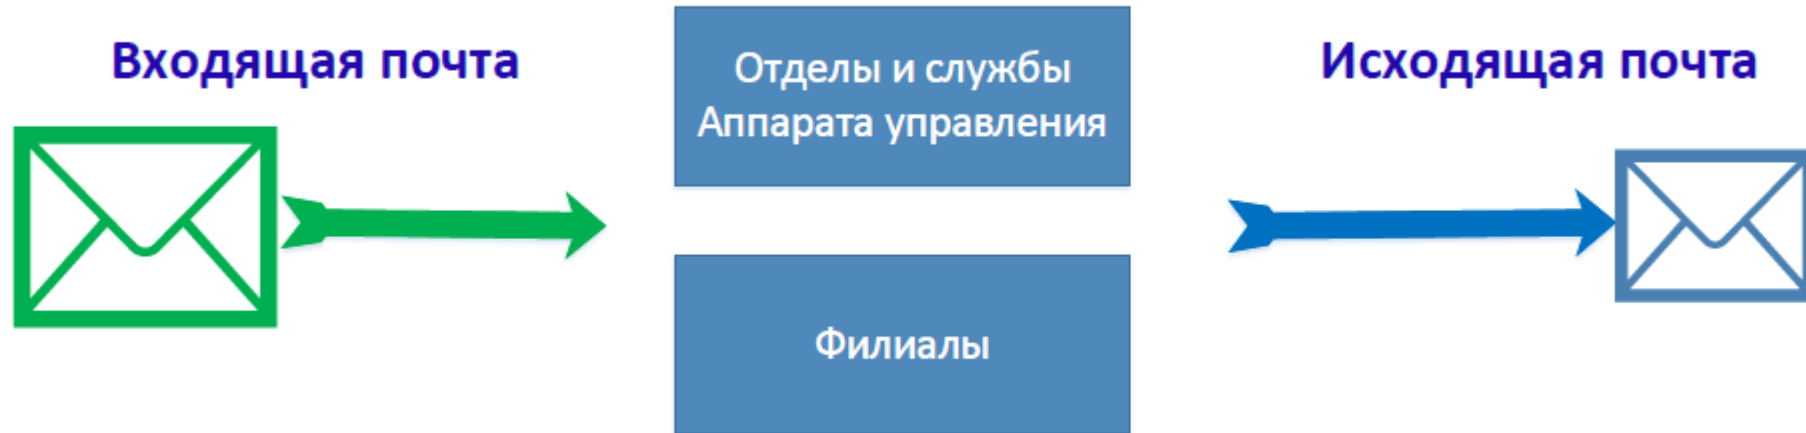 Входящая почта
Отделы и службы
Аппарата управления
Исходящая почта
Филиалы